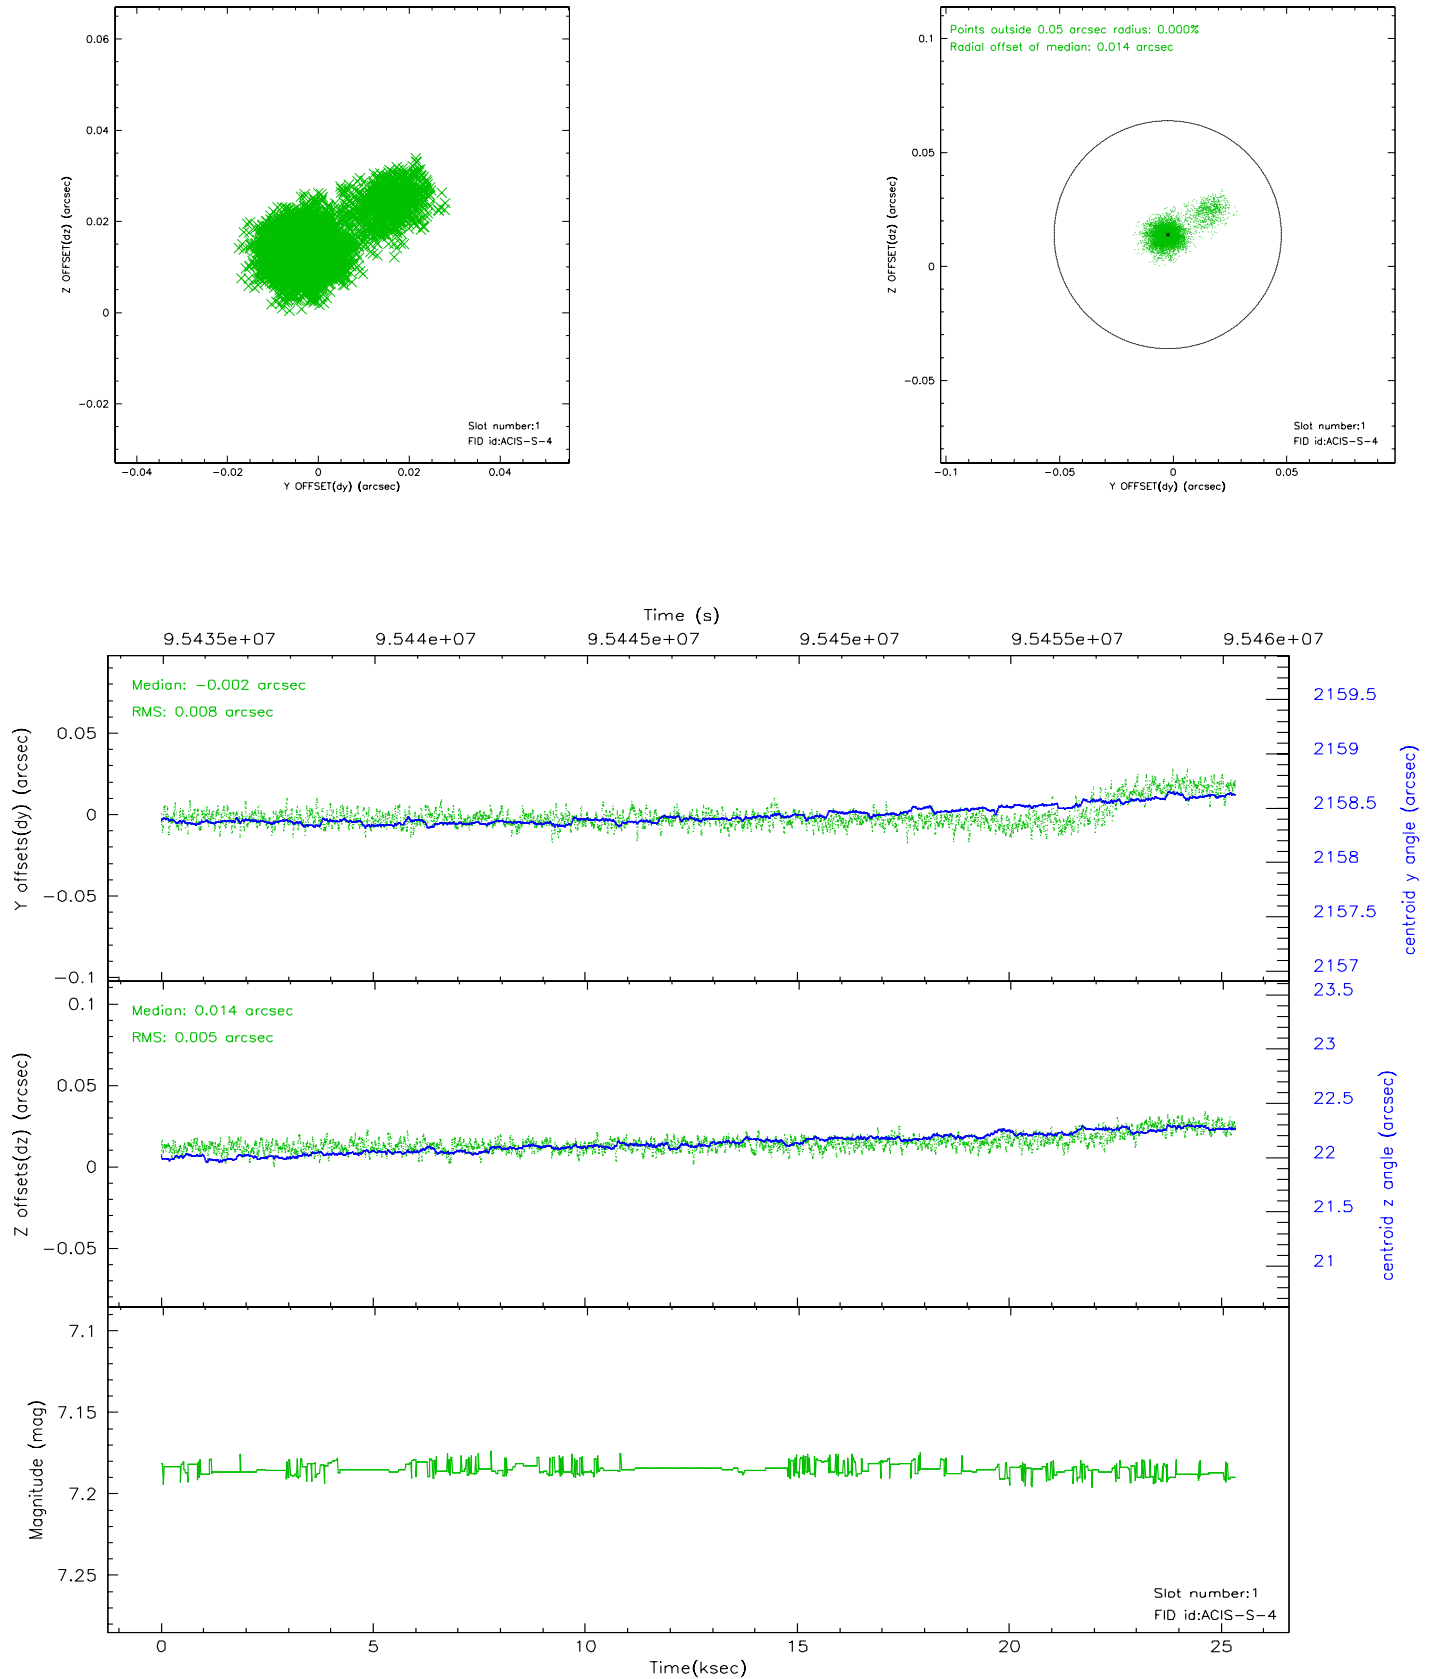 0.06
0.04
0.02
0
−0.02
Z OFFSET(dz) (arcsec)
Slot number:1
FID id:ACIS−S−4
−0.04 −0.02 0 0.02 0.04
Y OFFSET(dy) (arcsec)
Points outside 0.05 arcsec radius: 0.000%
Radial offset of median: 0.014 arcsec
0.1
0.05
0
−0.05
Z OFFSET(dz) (arcsec)
Slot number:1
FID id:ACIS−S−4
−0.1 −0.05 0 0.05
Y OFFSET(dy) (arcsec)
Time (s)
9.5435e+07 9.544e+07 9.5445e+07 9.545e+07 9.5455e+07 9.546e+07
Median: −0.002 arcsec
RMS: 0.008 arcsec
0.05
0
−0.05
−0.1
Y offsets(dy) (arcsec)
2159.5
2159
2158.5
2158
2157.5
2157
centroid y angle (arcsec)
Median: 0.014 arcsec
RMS: 0.005 arcsec
0.1
0.05
0
−0.05
Z offsets(dz) (arcsec)
23.5
23
22.5
22
21.5
21
centroid z angle (arcsec)
7.1
7.15
7.2
7.25
Magnitude (mag)
Slot number:1
FID id:ACIS−S−4
0 5 10 15 20 25
Time(ksec)